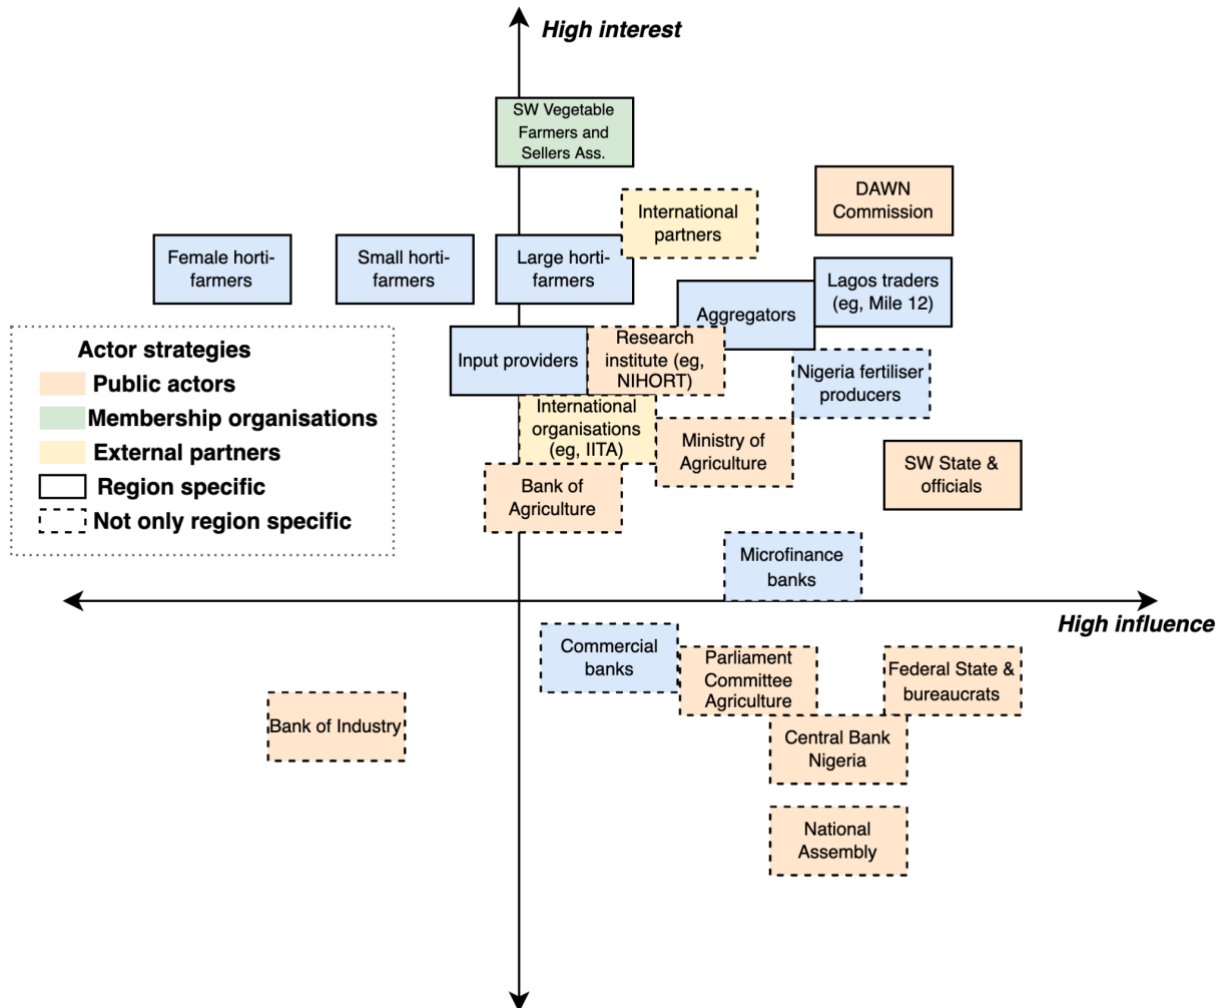 High interest
SW Vegetable
Farmers and
Sellers Ass.
DAWN
Commission
International
partners
Female horti-
farmers
Small horti-
farmers
Large horti-
farmers
Lagos traders
(eg, Mile 12)
Aggregators
Input providers
Research
institute (eg,
NIHORT)
Nigeria fertiliser
producers
International
organisations
(eg, IITA)
Ministry of
Agriculture
SW State &
officials
Bank of
Agriculture
Actor strategies
Public actors
Membership organisations
External partners
Region specific
Not only region specific
Microfinance
banks
High influence
Commercial
banks
Parliament
Committee
Agriculture
Federal State &
bureaucrats
Bank of Industry
Central Bank
Nigeria
National
Assembly